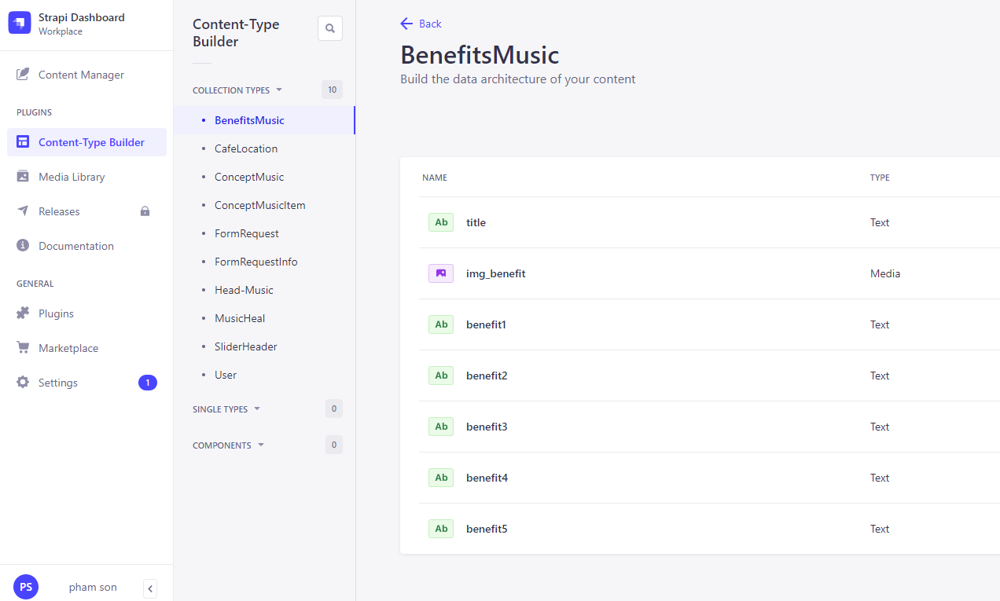 Strapi Dashboard
Workplace
Content Manager
PLUGINS
Content-Type Builder
Media Library
Releases
Documentation
GENERAL
Plugins
Marketplace
Settings 1
PS pham son
Content-Type
Builder
COLLECTION TYPES 10
BenefitsMusic
CafeLocation
ConceptMusic
ConceptMusicItem
FormRequest
FormRequestInfo
Head-Music
MusicHeal
SliderHeader
User
SINGLE TYPES 0
COMPONENTS 0
Back
BenefitsMusic
Build the data architecture of your content
NAME TYPE
Ab title Text
img_benefit Media
Ab benefit1 Text
Ab benefit2 Text
Ab benefit3 Text
Ab benefit4 Text
Ab benefit5 Text